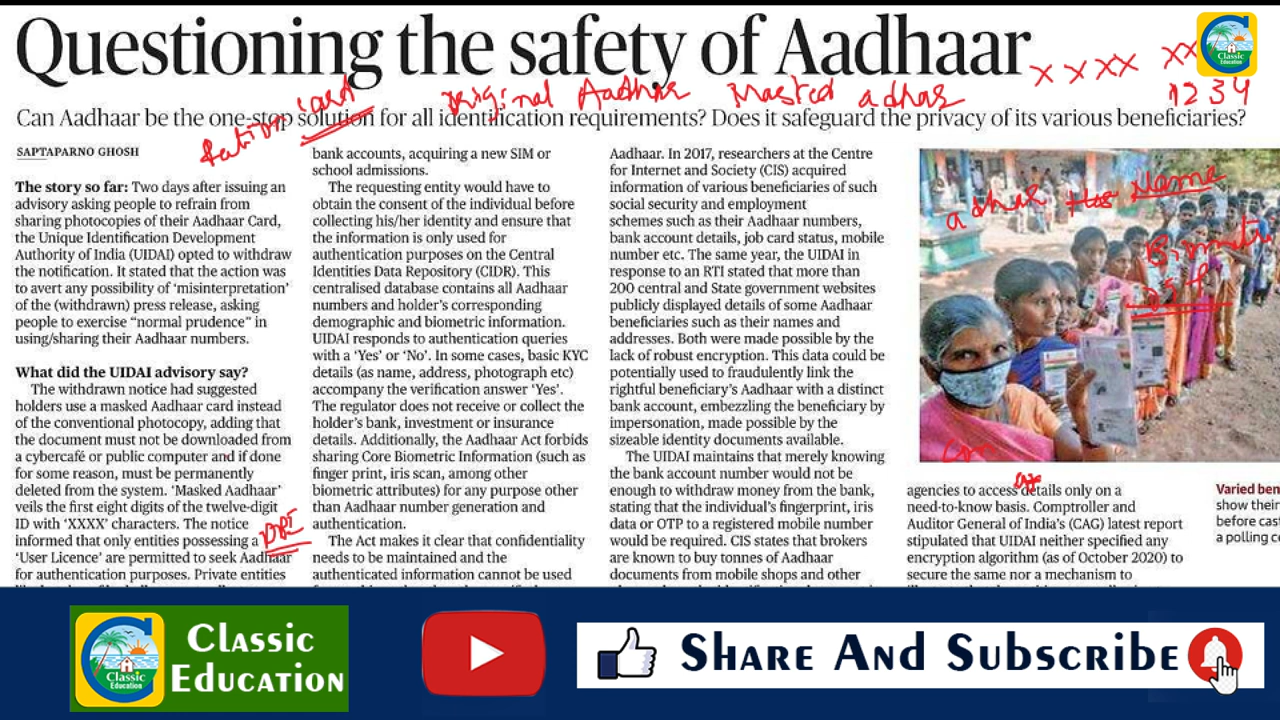 Questioning the safety of Aadhaar
Classic
Education
x x x x x x
1 2 3 4
ration card
original Aadhar Masked adhar
Can Aadhaar be the one-stop solution for all identification requirements? Does it safeguard the privacy of its various beneficiaries?
SAPTAPARNO GHOSH
The story so far: Two days after issuing an
advisory asking people to refrain from
sharing photocopies of their Aadhaar Card,
the Unique Identification Development
Authority of India (UIDAI) opted to withdraw
the notification. It stated that the action was
to avert any possibility of ‘misinterpretation’
of the (withdrawn) press release, asking
people to exercise “normal prudence” in
using/sharing their Aadhaar numbers.
What did the UIDAI advisory say?
The withdrawn notice had suggested
holders use a masked Aadhaar card instead
of the conventional photocopy, adding that
the document must not be downloaded from
a cybercafé or public computer and if done
for some reason, must be permanently
deleted from the system. ‘Masked Aadhaar’
veils the first eight digits of the twelve-digit
ID with ‘XXXX’ characters. The notice
informed that only entities possessing a
‘User Licence’ are permitted to seek Aadhaar
for authentication purposes. Private entities
bank accounts, acquiring a new SIM or
school admissions.
The requesting entity would have to
obtain the consent of the individual before
collecting his/her identity and ensure that
the information is only used for
authentication purposes on the Central
Identities Data Repository (CIDR). This
centralised database contains all Aadhaar
numbers and holder’s corresponding
demographic and biometric information.
UIDAI responds to authentication queries
with a ‘Yes’ or ‘No’. In some cases, basic KYC
details (as name, address, photograph etc)
accompany the verification answer ‘Yes’.
The regulator does not receive or collect the
holder’s bank, investment or insurance
details. Additionally, the Aadhaar Act forbids
sharing Core Biometric Information (such as
finger print, iris scan, among other
biometric attributes) for any purpose other
than Aadhaar number generation and
authentication.
The Act makes it clear that confidentiality
needs to be maintained and the
authenticated information cannot be used
Aadhaar. In 2017, researchers at the Centre
for Internet and Society (CIS) acquired
information of various beneficiaries of such
social security and employment
schemes such as their Aadhaar numbers,
bank account details, job card status, mobile
number etc. The same year, the UIDAI in
response to an RTI stated that more than
200 central and State government websites
publicly displayed details of some Aadhaar
beneficiaries such as their names and
addresses. Both were made possible by the
lack of robust encryption. This data could be
potentially used to fraudulently link the
rightful beneficiary’s Aadhaar with a distinct
bank account, embezzling the beneficiary by
impersonation, made possible by the
sizeable identity documents available.
The UIDAI maintains that merely knowing
the bank account number would not be
enough to withdraw money from the bank,
stating that the individual’s fingerprint, iris
data or OTP to a registered mobile number
would be required. CIS states that brokers
are known to buy tonnes of Aadhaar
documents from mobile shops and other
adhar Name
agencies to access details only on a
need-to-know basis. Comptroller and
Auditor General of India’s (CAG) latest report
stipulated that UIDAI neither specified any
encryption algorithm (as of October 2020) to
secure the same nor a mechanism to
Varied ben
show their
before cas
a polling c
Classic
Education
Classic
Education
Share And Subscribe